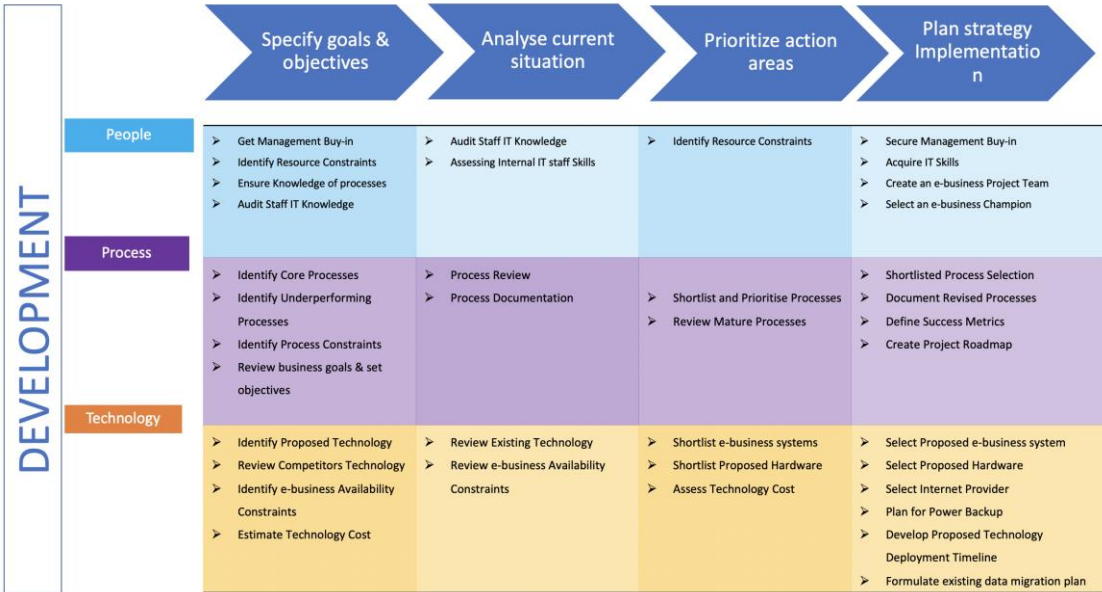 DEVELOPMENT
Specify goals &
objectives
Analyse current
situation
Prioritize action
areas
Plan strategy
Implementatio
n
People
Get Management Buy-in
Identify Resource Constraints
Ensure Knowledge of processes
Audit Staff IT Knowledge
Audit Staff IT Knowledge
Assessing Internal IT staff Skills
Identify Resource Constraints
Secure Management Buy-in
Acquire IT Skills
Create an e-business Project Team
Select an e-business Champion
Process
Identify Core Processes
Identify Underperforming
Processes
Identify Process Constraints
Review business goals & set
objectives
Process Review
Process Documentation
Shortlist and Prioritise Processes
Review Mature Processes
Shortlisted Process Selection
Document Revised Processes
Define Success Metrics
Create Project Roadmap
Technology
Identify Proposed Technology
Review Competitors Technology
Identify e-business Availability
Constraints
Estimate Technology Cost
Review Existing Technology
Review e-business Availability
Constraints
Shortlist e-business systems
Shortlist Proposed Hardware
Assess Technology Cost
Select Proposed e-business system
Select Proposed Hardware
Select Internet Provider
Plan for Power Backup
Develop Proposed Technology
Deployment Timeline
Formulate existing data migration plan